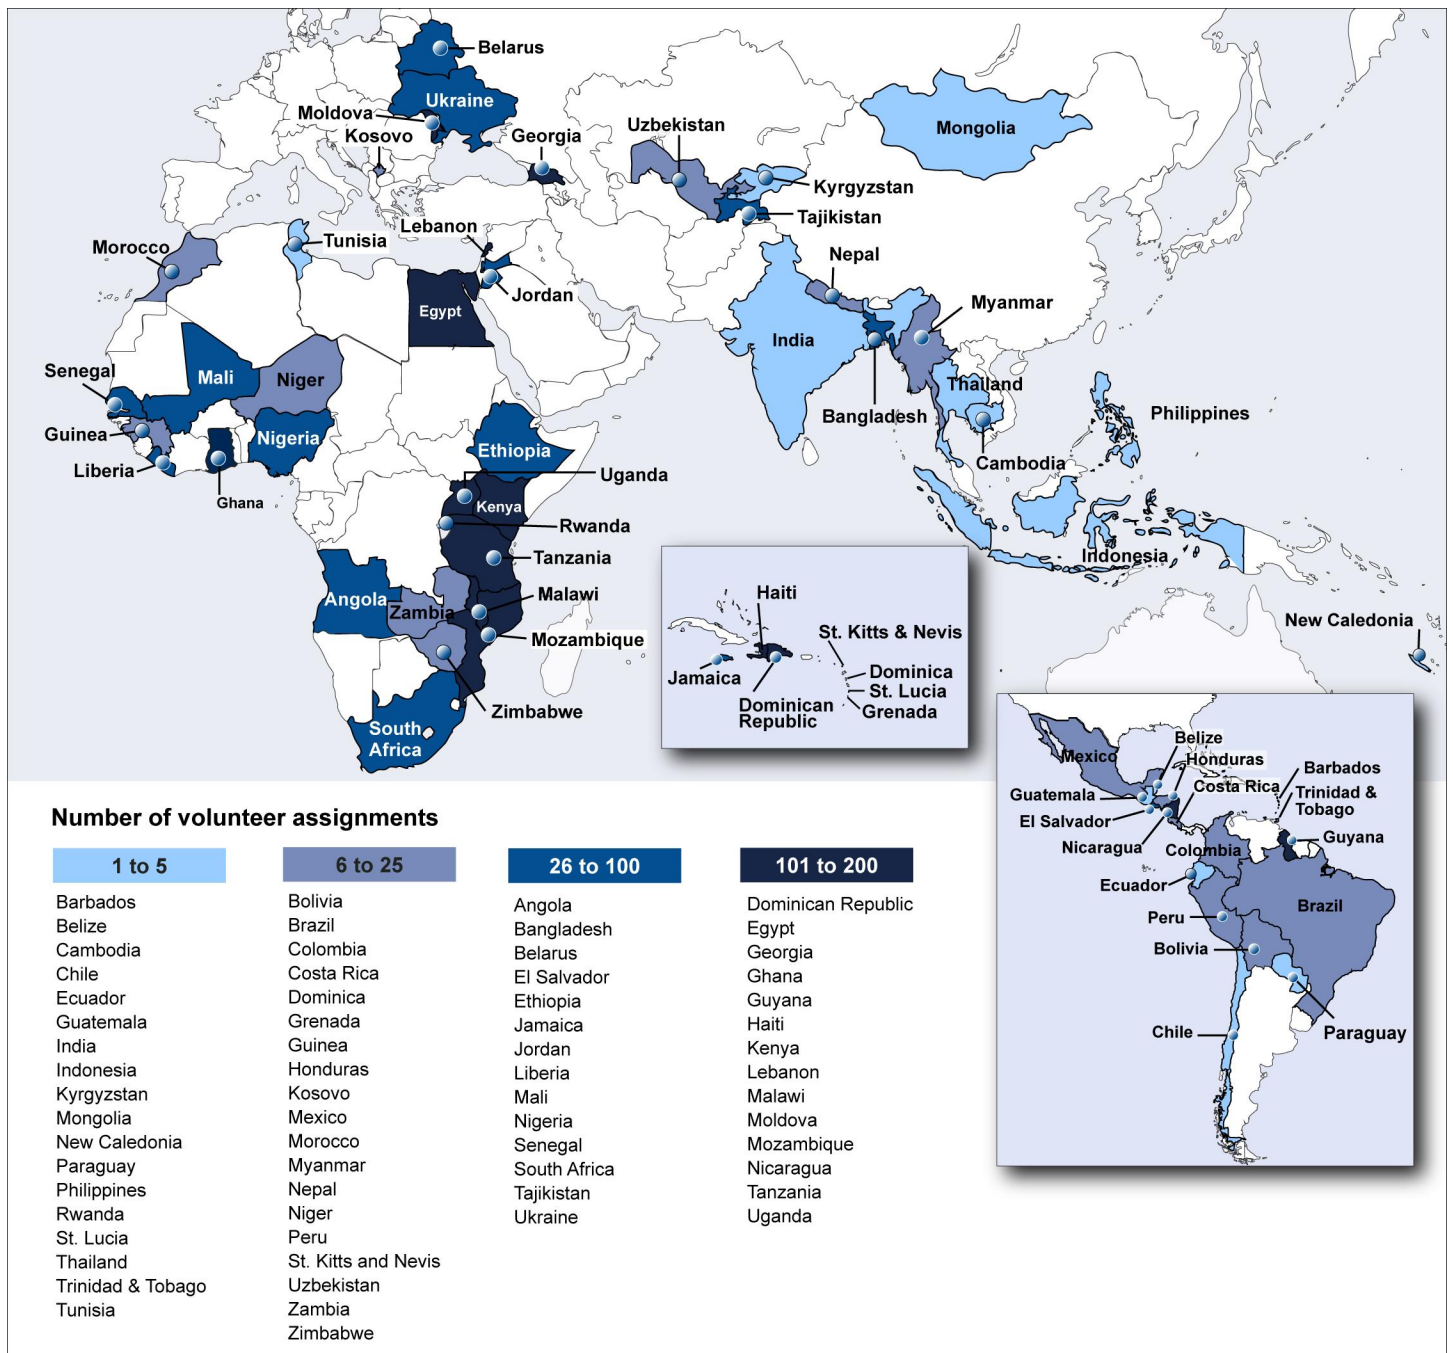 Belarus
Ukraine
Moldova
Kosovo
Georgia
Uzbekistan
Mongolia
Kyrgyzstan
Tajikistan
Lebanon
Tunisia
Morocco
Jordan
Egypt
Nepal
Myanmar
India
Thailand
Bangladesh
Philippines
Cambodia
Senegal
Mali
Niger
Guinea
Nigeria
Liberia
Ghana
Ethiopia
Uganda
Kenya
Rwanda
Tanzania
Indonesia
Angola
Zambia
Malawi
Mozambique
Zimbabwe
South
Africa
New Caledonia
Haiti
St. Kitts & Nevis
Jamaica
Dominica
St. Lucia
Grenada
Dominican
Republic
Mexico
Belize
Honduras
Guatemala
Costa Rica
Barbados
Trinidad &
Tobago
El Salvador
Nicaragua
Guyana
Colombia
Ecuador
Brazil
Peru
Bolivia
Chile
Paraguay
Number of volunteer assignments
1 to 5
Barbados
Belize
Cambodia
Chile
Ecuador
Guatemala
India
Indonesia
Kyrgyzstan
Mongolia
New Caledonia
Paraguay
Philippines
Rwanda
St. Lucia
Thailand
Trinidad & Tobago
Tunisia
6 to 25
Bolivia
Brazil
Colombia
Costa Rica
Dominica
Grenada
Guinea
Honduras
Kosovo
Mexico
Morocco
Myanmar
Nepal
Niger
Peru
St. Kitts and Nevis
Uzbekistan
Zambia
Zimbabwe
26 to 100
Angola
Bangladesh
Belarus
El Salvador
Ethiopia
Jamaica
Jordan
Liberia
Mali
Nigeria
Senegal
South Africa
Tajikistan
Ukraine
101 to 200
Dominican Republic
Egypt
Georgia
Ghana
Guyana
Haiti
Kenya
Lebanon
Malawi
Moldova
Mozambique
Nicaragua
Tanzania
Uganda